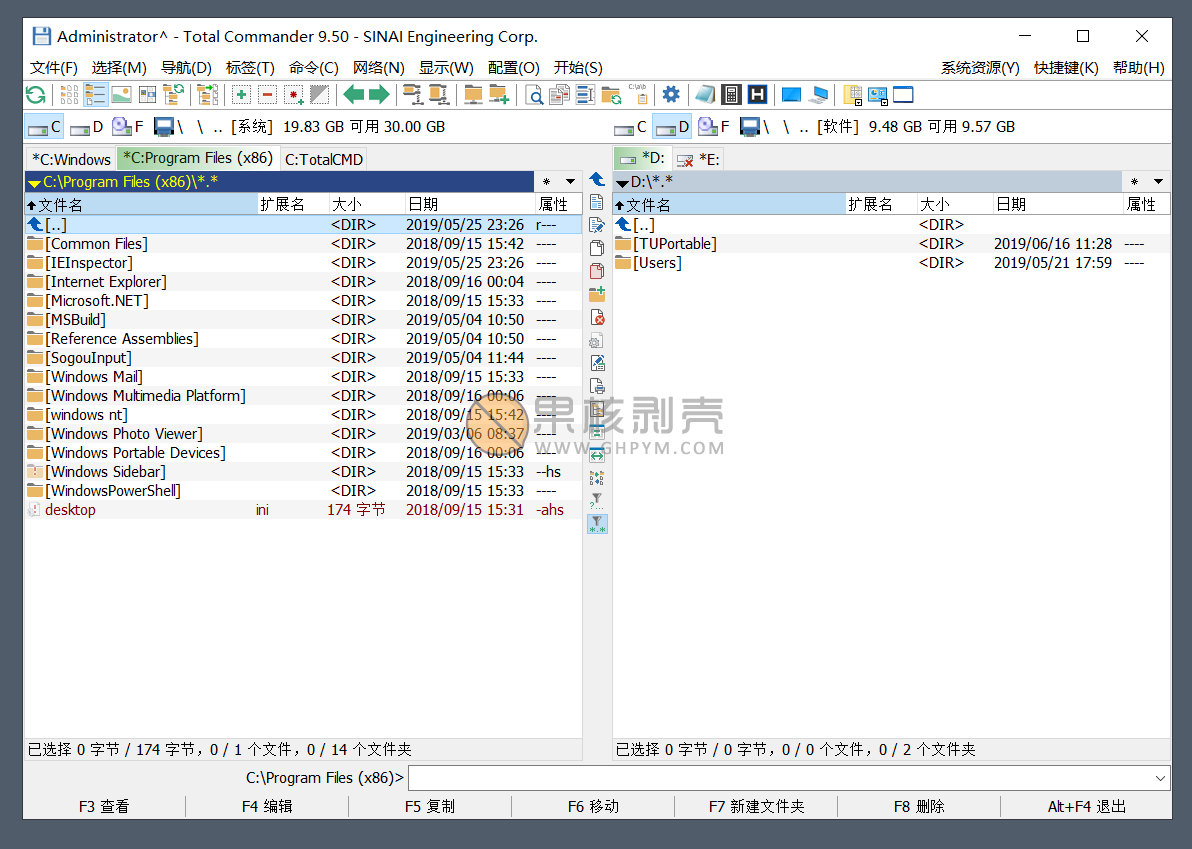 Administrator^ - Total Commander 9.50 - SINAI Engineering Corp.
文件(F) 选择(M) 导航(D) 标签(T) 命令(C) 网络(N) 显示(W) 配置(O) 开始(S) 系统资源(Y) 快捷键(K) 帮助(H)
C D F \ \ .. [系统] 19.83 GB 可用 30.00 GB C D F \ \ .. [软件] 9.48 GB 可用 9.57 GB
*C:Windows *C:Program Files (x86) C:TotalCMD *D: *E:
C:\Program Files (x86)\*.* * D:\*.* *
文件名 扩展名 大小 日期 属性 文件名 扩展名 大小 日期 属性
[..] <DIR> 2019/05/25 23:26 r--- [..] <DIR>
[Common Files] <DIR> 2018/09/15 15:42 ---- [TUPortable] <DIR> 2019/06/16 11:28 ----
[IEInspector] <DIR> 2019/05/25 23:26 ---- [Users] <DIR> 2019/05/21 17:59 ----
[Internet Explorer] <DIR> 2018/09/16 00:04 ----
[Microsoft.NET] <DIR> 2018/09/15 15:33 ----
[MSBuild] <DIR> 2019/05/04 10:50 ----
[Reference Assemblies] <DIR> 2019/05/04 10:50 ----
[SogouInput] <DIR> 2019/05/04 11:44 ----
[Windows Mail] <DIR> 2018/09/15 15:33 ----
[Windows Multimedia Platform] <DIR> 2018/09/16 00:06 ----
[windows nt] <DIR> 2018/09/15 15:42 ----
果核剥壳
[Windows Photo Viewer] <DIR> 2019/03/06 08:37 ----
WWW.GHPYM.COM
[Windows Portable Devices] <DIR> 2018/09/16 00:06 ----
[Windows Sidebar] <DIR> 2018/09/15 15:33 --hs
[WindowsPowerShell] <DIR> 2018/09/15 15:33 ----
desktop ini 174 字节 2018/09/15 15:31 -ahs
已选择 0 字节 / 174 字节，0 / 1 个文件，0 / 14 个文件夹 已选择 0 字节 / 0 字节，0 / 0 个文件，0 / 2 个文件夹
C:\Program Files (x86)>
F3 查看 F4 编辑 F5 复制 F6 移动 F7 新建文件夹 F8 删除 Alt+F4 退出